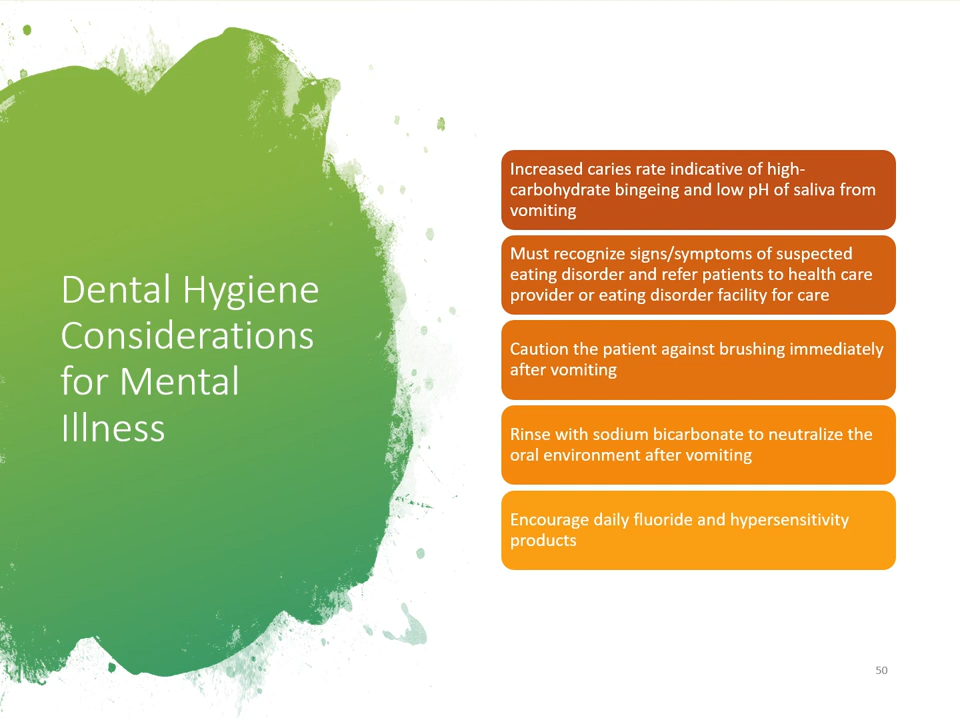 Dental Hygiene
Considerations
for Mental
Illness
Increased caries rate indicative of high-
carbohydrate bingeing and low pH of saliva from
vomiting
Must recognize signs/symptoms of suspected
eating disorder and refer patients to health care
provider or eating disorder facility for care
Caution the patient against brushing immediately
after vomiting
Rinse with sodium bicarbonate to neutralize the
oral environment after vomiting
Encourage daily fluoride and hypersensitivity
products
50